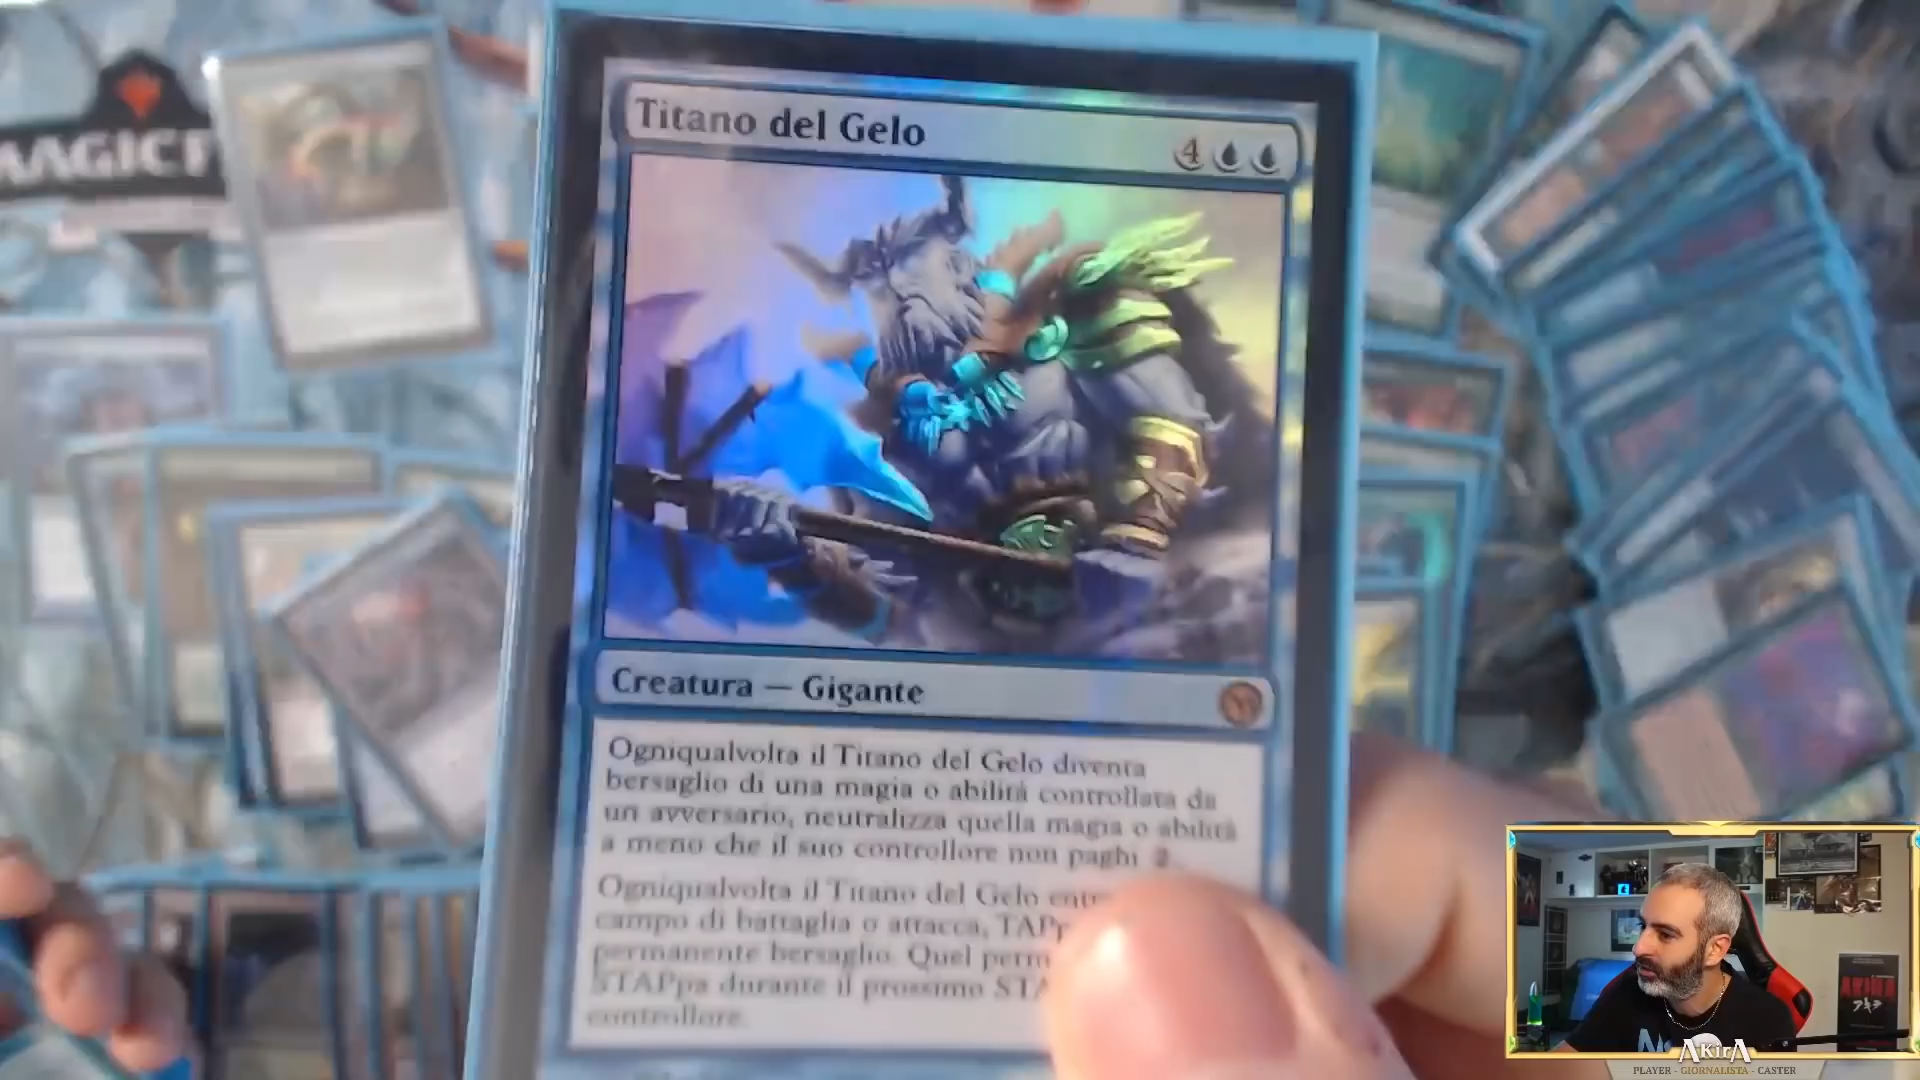 Titano del Gelo
4
Creatura — Gigante
Ogniqualvolta il Titano del Gelo diventa
bersaglio di una magia o abilità controllata da
un avversario, neutralizza quella magia o abilità
a meno che il suo controllore non paghi 2
Ogniqualvolta il Titano del Gelo
campo di battaglia o attacca,
permanente bersaglio. Quel
STAPpa durante il prossimo
controllore.
AKirA
PLAYER - GIORNALISTA - CASTER